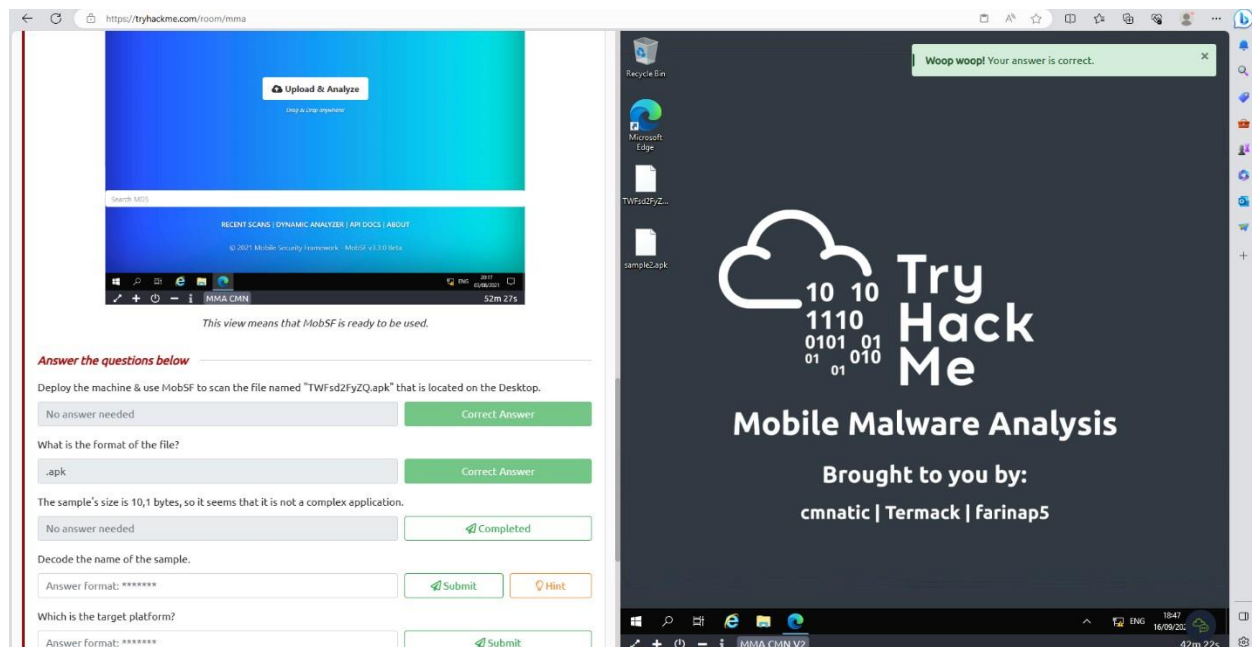 https://tryhackme.com/room/mma
Upload & Analyze
Drag & Drop anywhere!
Search MD5
RECENT SCANS | DYNAMIC ANALYZER | API DOCS | ABOUT
© 2021 Mobile Security Framework - MobSF v3.3.0 Beta
ENG
20:17
03/08/2021
MMA CMN
52m 27s
This view means that MobSF is ready to be used.
Answer the questions below
Deploy the machine & use MobSF to scan the file named "TWFsd2FyZQ.apk" that is located on the Desktop.
No answer needed
Correct Answer
What is the format of the file?
.apk
Correct Answer
The sample's size is 10,1 bytes, so it seems that it is not a complex application.
No answer needed
Completed
Decode the name of the sample.
Answer format: *******
Submit
Hint
Which is the target platform?
Answer format: *******
Submit
Recycle Bin
Microsoft
Edge
TWFsd2FyZ...
sample2.apk
Woop woop! Your answer is correct.
10 10
1110
0101 01
01 010
01
Try
Hack
Me
Mobile Malware Analysis
Brought to you by:
cmnatic | Termack | farinap5
ENG
18:47
16/09/202
MMA CMN V2
42m 22s